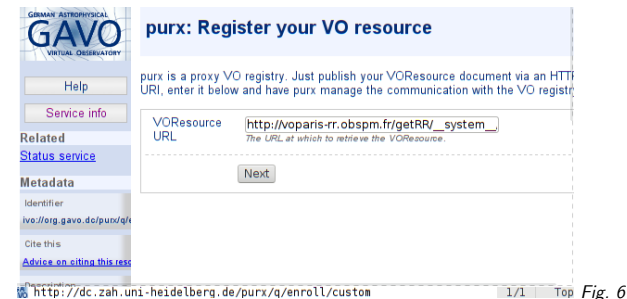 GERMAN ASTROPHYSICAL
GAVO
VIRTUAL OBSERVATORY
Help
Service info
Related
Status service
Metadata
Identifier
ivo://org.gavo.dc/purx/q/e
Cite this
Advice on citing this reso
Description
purx: Register your VO resource
purx is a proxy VO registry. Just publish your VOResource document via an HTT
URI, enter it below and have purx manage the communication with the VO registr
VOResource
URL
http://voparis-rr.obspm.fr/getRR/__system__/
The URL at which to retrieve the VOResource.
Next
http://dc.zah.uni-heidelberg.de/purx/q/enroll/custom
1/1 Top
Fig. 6